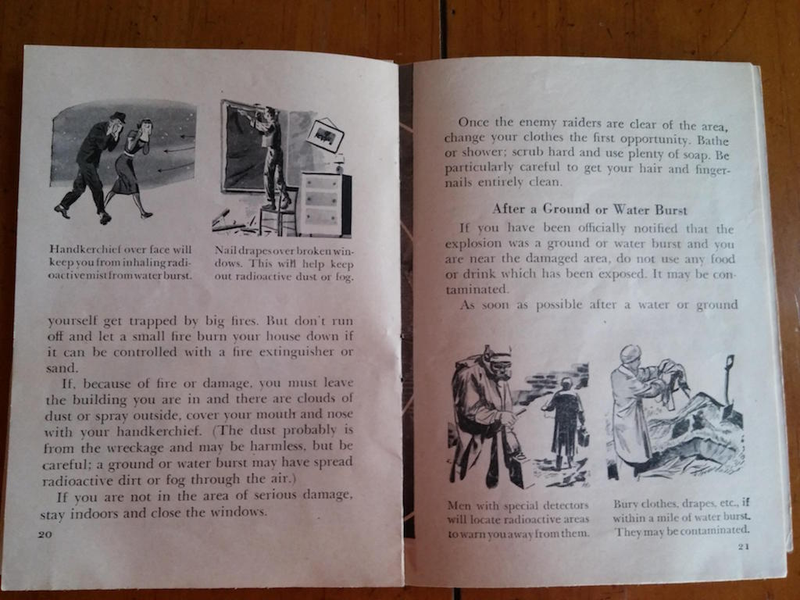 Handkerchief over face will
keep you from inhaling radi-
oactive mist from water burst.
Nail drapes over broken win-
dows. This will help keep
out radioactive dust or fog.
yourself get trapped by big fires. But don't run
off and let a small fire burn your house down if
it can be controlled with a fire extinguisher or
sand.
If, because of fire or damage, you must leave
the building you are in and there are clouds of
dust or spray outside, cover your mouth and nose
with your handkerchief. (The dust probably is
from the wreckage and may be harmless, but be
careful; a ground or water burst may have spread
radioactive dirt or fog through the air.)
If you are not in the area of serious damage,
stay indoors and close the windows.
20
Once the enemy raiders are clear of the area,
change your clothes the first opportunity. Bathe
or shower; scrub hard and use plenty of soap. Be
particularly careful to get your hair and finger-
nails entirely clean.
After a Ground or Water Burst
If you have been officially notified that the
explosion was a ground or water burst and you
are near the damaged area, do not use any food
or drink which has been exposed. It may be con-
taminated.
As soon as possible after a water or ground
Men with special detectors
will locate radioactive areas
to warn you away from them.
Bury clothes, drapes, etc., if
within a mile of water burst.
They may be contaminated.
21